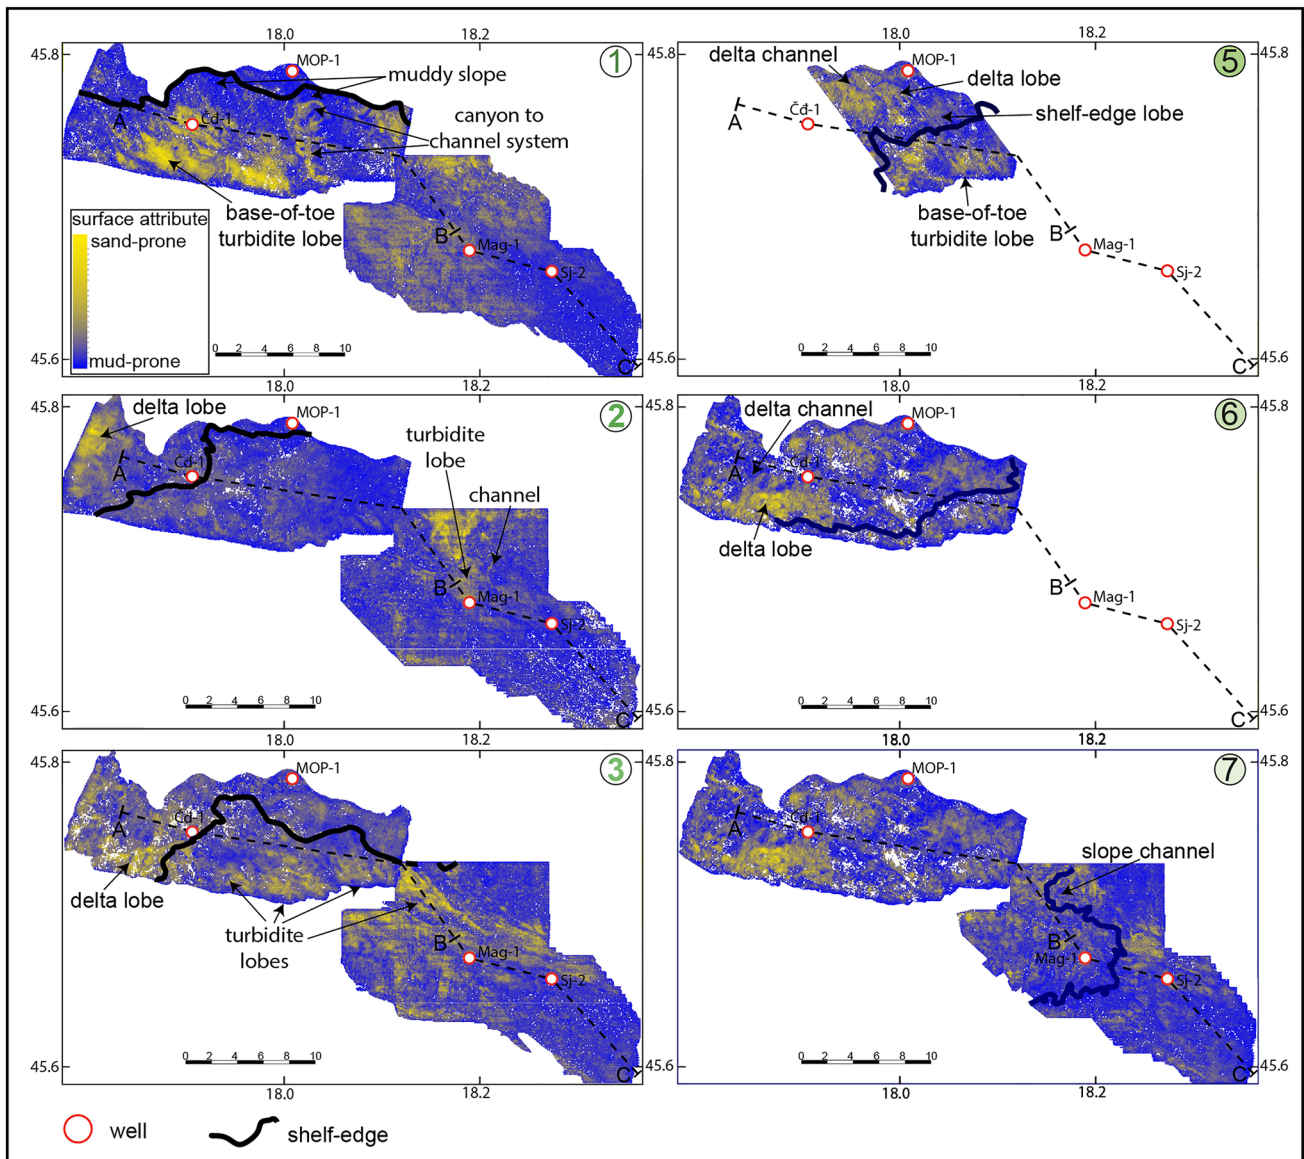 18.0
18.2
45.8
MOP-1
1
muddy slope
A
Čđ-1
canyon to
channel system
base-of-toe
turbidite lobe
surface attribute
sand-prone
mud-prone
B
Mag-1
Sj-2
0 2 4 6 8 10
45.6
C
18.0
18.2
45.8
delta lobe
MOP-1
2
A
Čđ-1
turbidite
lobe
channel
B
Mag-1
Sj-2
0 2 4 6 8 10
45.6
C
18.0
18.2
45.8
MOP-1
3
A
Čđ-1
delta lobe
turbidite
lobes
B
Mag-1
Sj-2
0 2 4 6 8 10
45.6
C
18.0
18.2
18.0
18.2
45.8
delta channel
MOP-1
5
delta lobe
A
Čđ-1
shelf-edge lobe
base-of-toe
turbidite lobe
B
Mag-1
Sj-2
0 2 4 6 8 10
45.6
C
18.0
18.2
45.8
delta channel
MOP-1
6
A
Čđ-1
delta lobe
B
Mag-1
Sj-2
0 2 4 6 8 10
45.6
C
18.0
18.2
45.8
MOP-1
7
A
Čđ-1
slope channel
B
Mag-1
Sj-2
0 2 4 6 8 10
45.6
C
18.0
18.2
well
shelf-edge